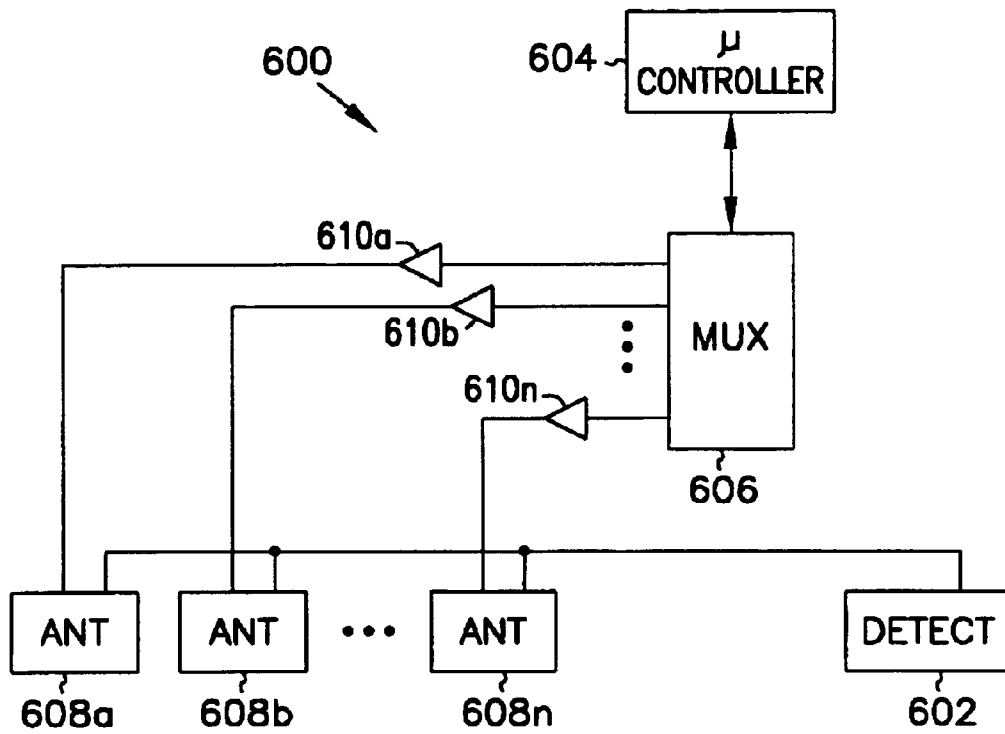 600
604
μ
CONTROLLER
610a
610b
MUX
610n
606
ANT
ANT
ANT
DETECT
608a
608b
608n
602